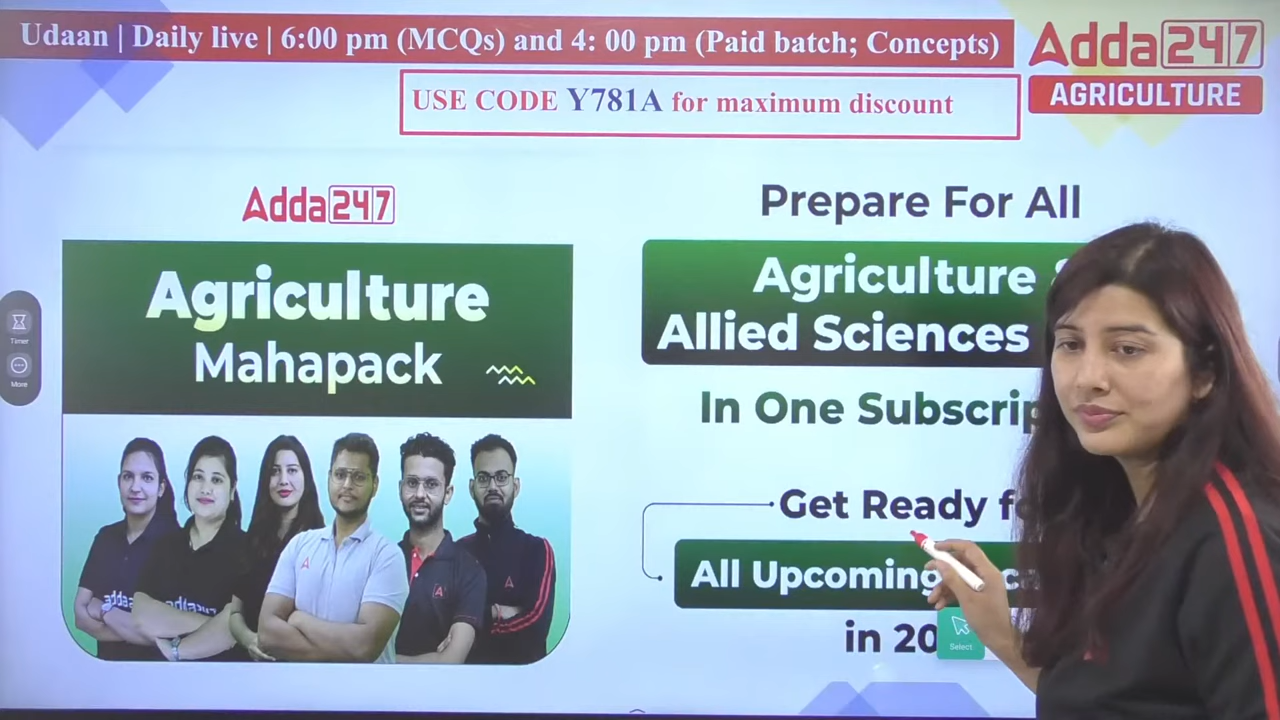 Udaan | Daily live | 6:00 pm (MCQs) and 4: 00 pm (Paid batch; Concepts)
Adda247
AGRICULTURE
USE CODE Y781A for maximum discount
Adda247
Agriculture
Mahapack
Prepare For All
Agriculture
Allied Sciences
In One
Get Ready
All Upcoming
in
Timer
More
Select